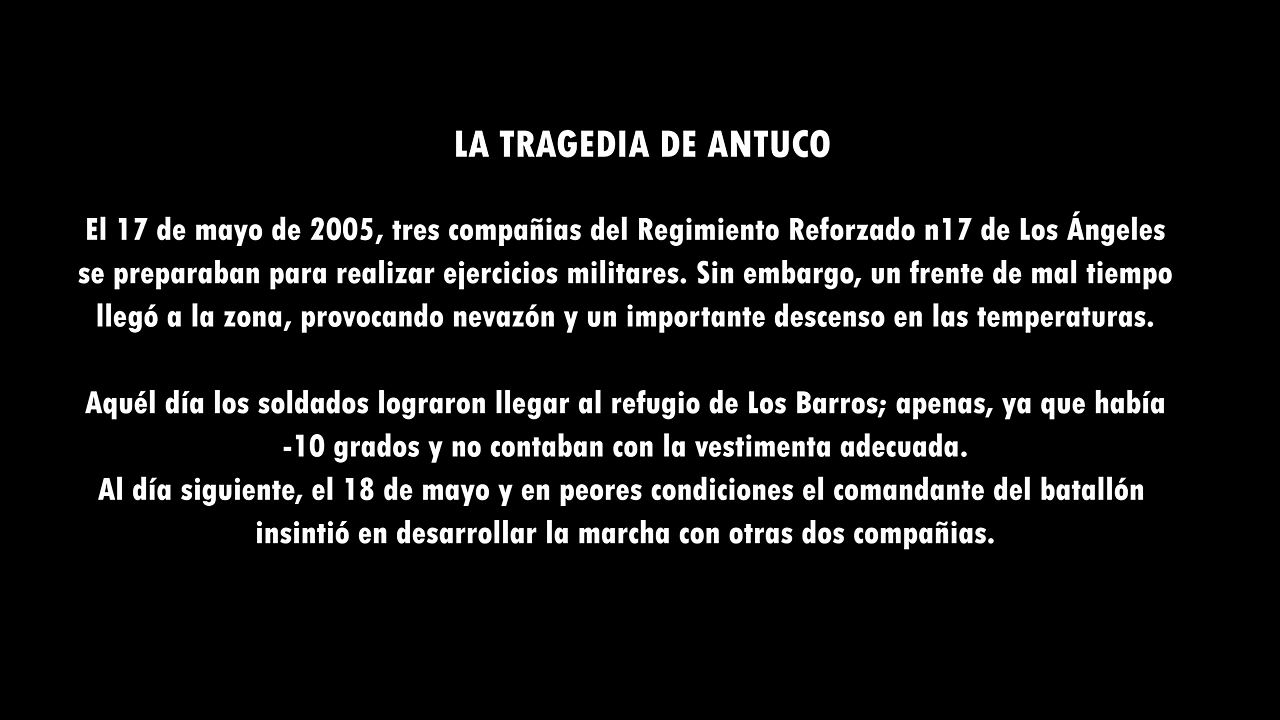 LA TRAGEDIA DE ANTUCO
El 17 de mayo de 2005, tres compañias del Regimiento Reforzado n17 de Los Ángeles
se preparaban para realizar ejercicios militares. Sin embargo, un frente de mal tiempo
llegó a la zona, provocando nevazón y un importante descenso en las temperaturas.
Aquél día los soldados lograron llegar al refugio de Los Barros; apenas, ya que había
-10 grados y no contaban con la vestimenta adecuada.
Al día siguiente, el 18 de mayo y en peores condiciones el comandante del batallón
insintió en desarrollar la marcha con otras dos compañias.